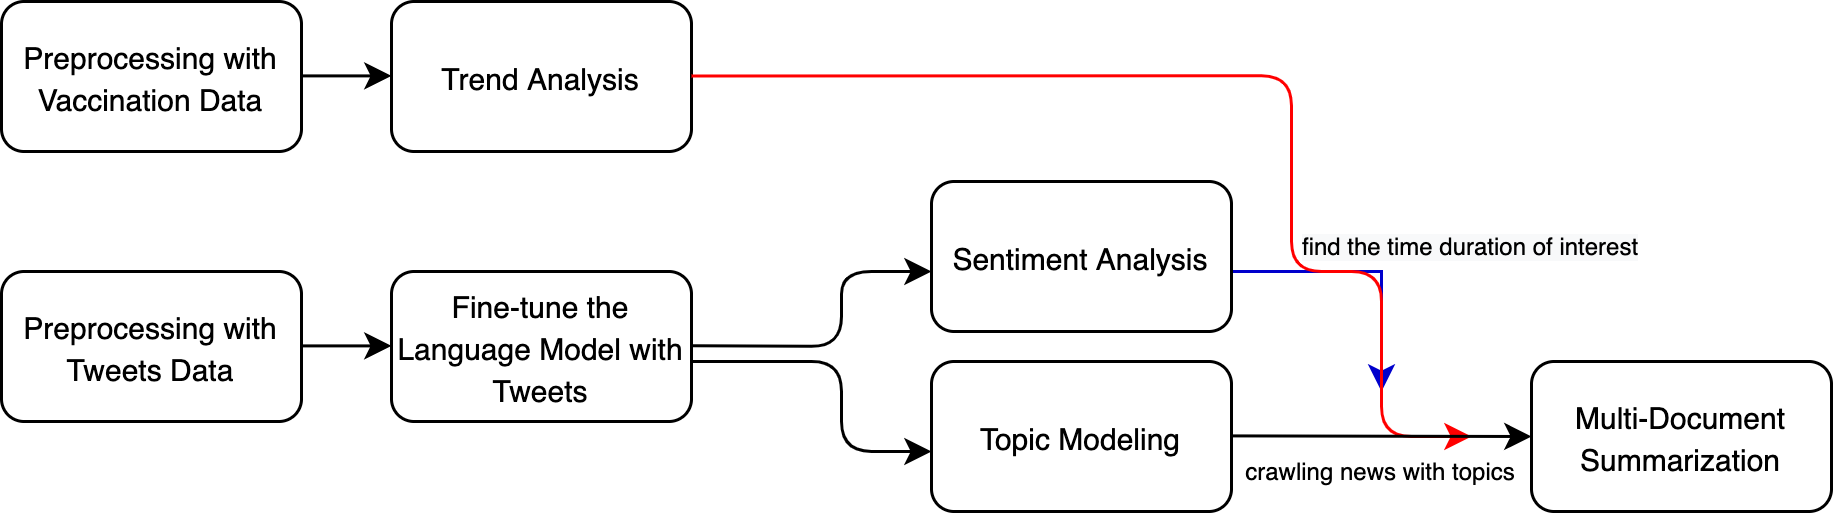 Preprocessing with
Vaccination Data
Trend Analysis
Sentiment Analysis
find the time duration of interest
Preprocessing with
Tweets Data
Fine-tune the
Language Model with
Tweets
Topic Modeling
crawling news with topics
Multi-Document
Summarization